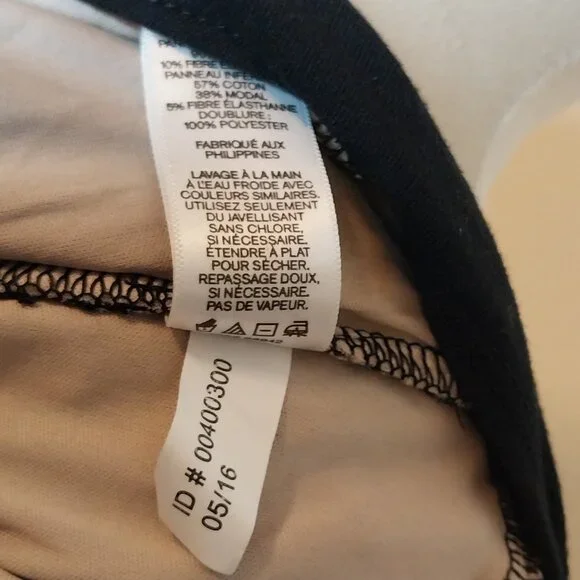 10% FIBRE
PANNEAU
57% COTON
38% MODAL
5% FIBRE ÉLASTHANNE
DOUBLURE:
100% POLYESTER
FABRIQUÉ AUX
PHILIPPINES
LAVAGE À LA MAIN
À L'EAU FROIDE AVEC
COULEURS SIMILAIRES.
UTILISEZ SEULEMENT
DU JAVELLISANT
SANS CHLORE,
SI NÉCESSAIRE.
ÉTENDRE À PLAT
POUR SÉCHER.
REPASSAGE DOUX,
SI NÉCESSAIRE.
PAS DE VAPEUR.
ID # 00400300
05/16